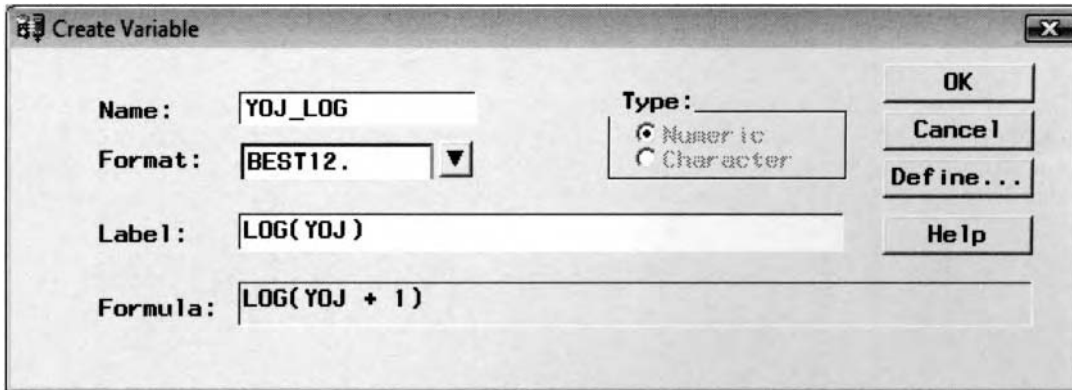 Create Variable
Name: YOJ_LOG
Format: BEST12.
Type:
Numeric
Character
Label: LOG(YOJ)
Formula: LOG(YOJ + 1)
OK
Cancel
Define...
Help